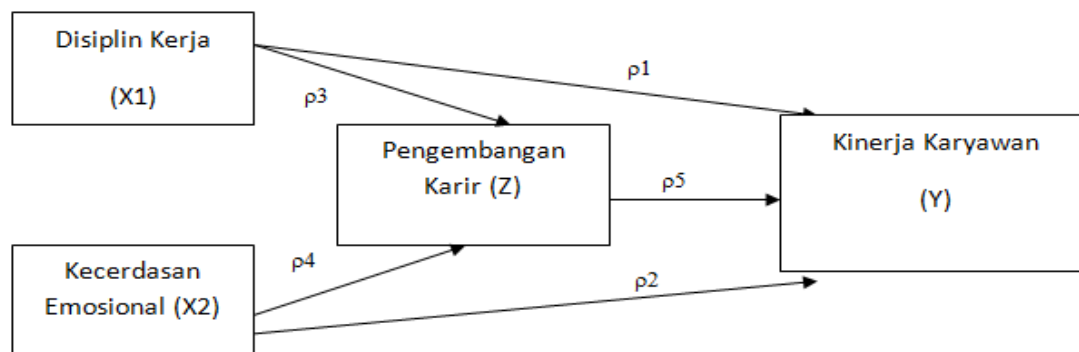 Disiplin Kerja
(X1)
ρ1
ρ3
Pengembangan
Karir (Z)
Kinerja Karyawan
(Y)
ρ5
Kecerdasan
Emosional (X2)
ρ4
ρ2